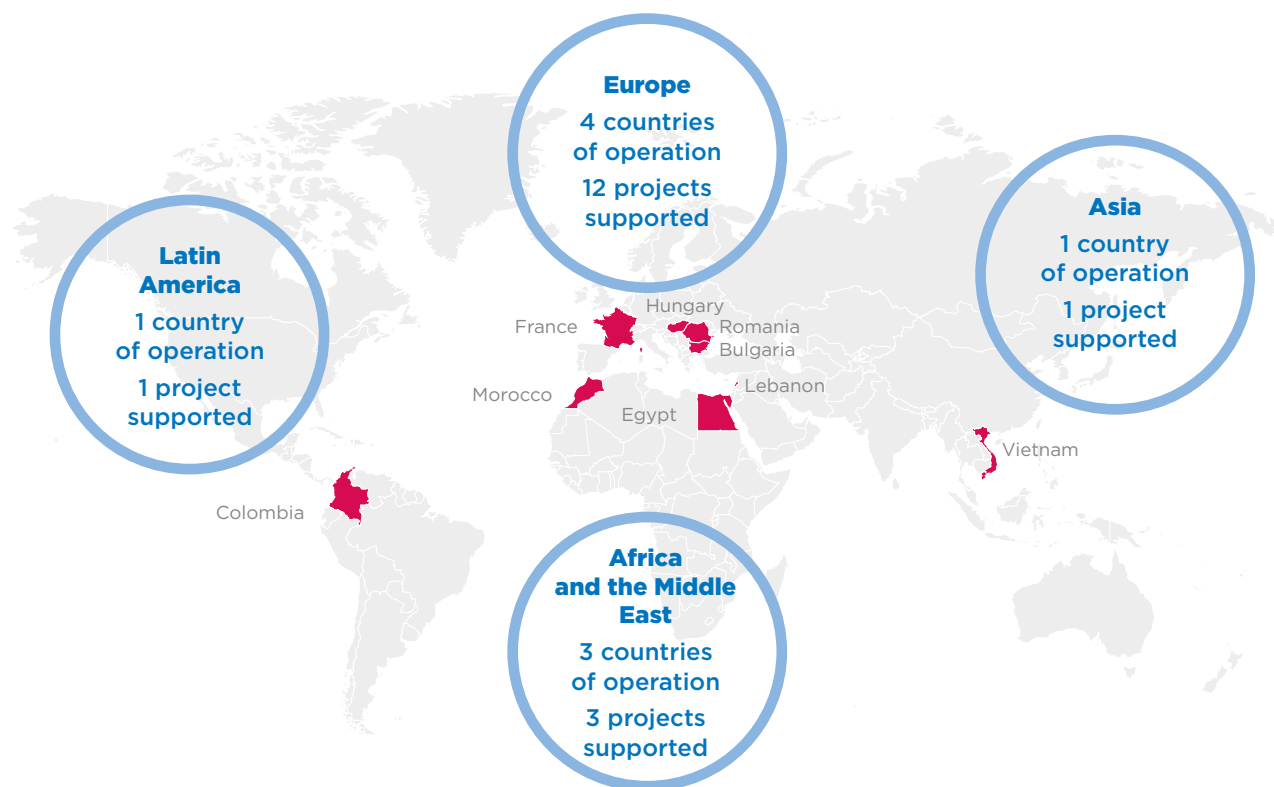 Europe
4 countries
of operation
12 projects
supported
Asia
1 country
of operation
1 project
supported
Latin
America
1 country
of operation
1 project
supported
Hungary
France
Romania
Bulgaria
Morocco
Lebanon
Egypt
Vietnam
Colombia
Africa
and the Middle
East
3 countries
of operation
3 projects
supported